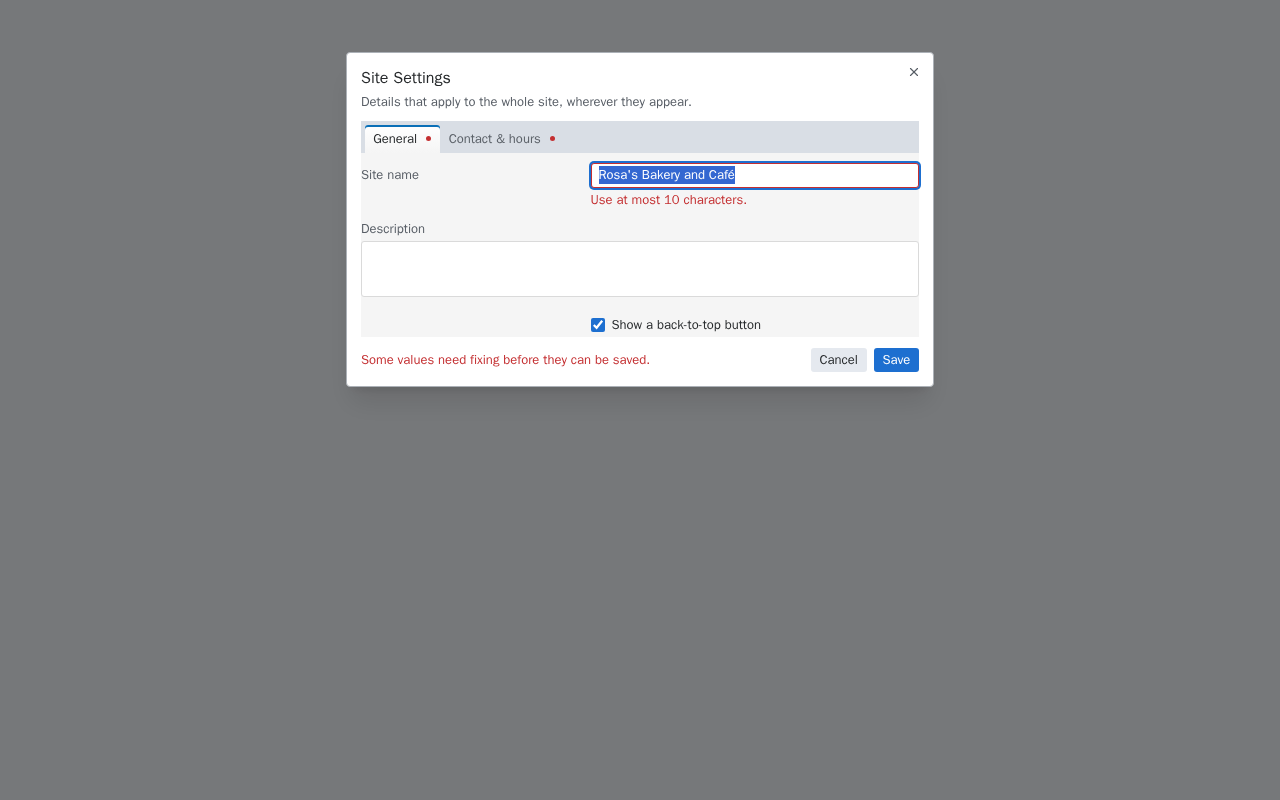 Site Settings
Details that apply to the whole site, wherever they appear.
General
Contact & hours
Site name
Rosa's Bakery and Café
Use at most 10 characters.
Description
Show a back-to-top button
Some values need fixing before they can be saved.
Cancel
Save